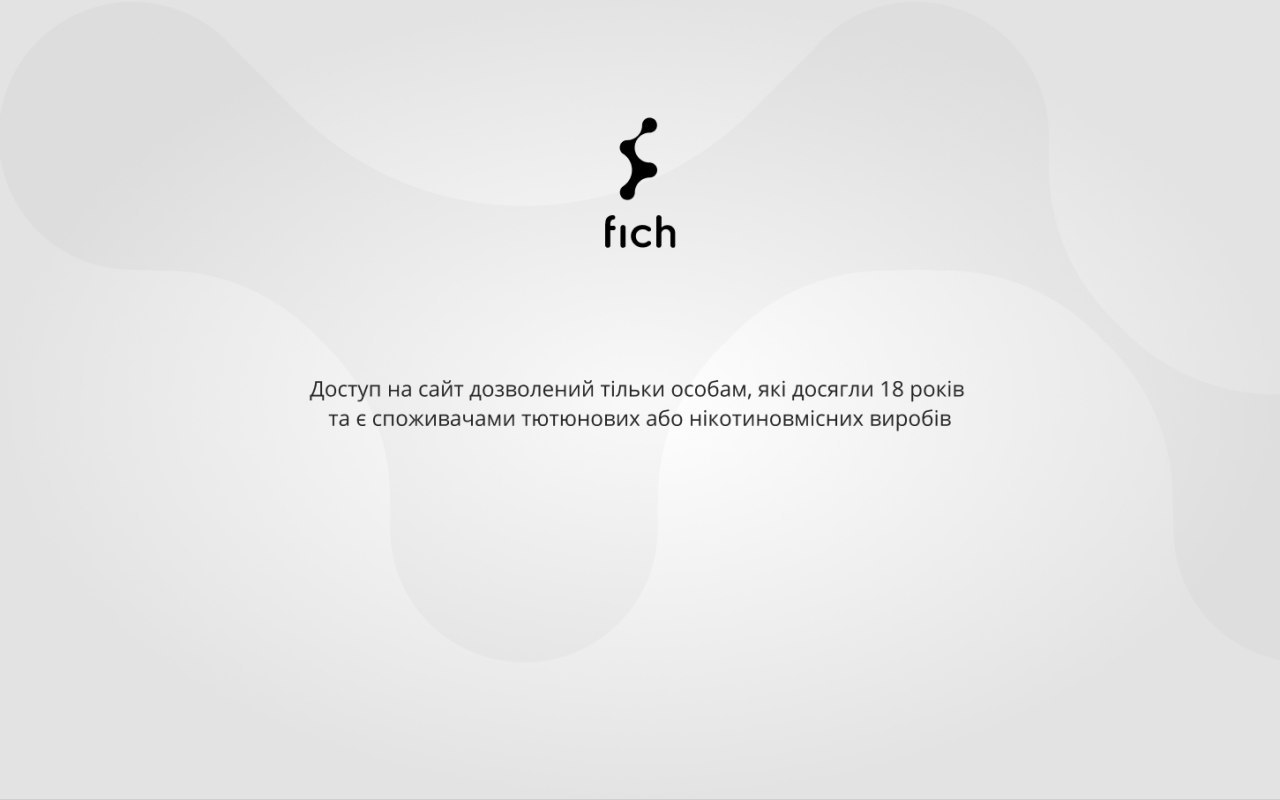 fich
Доступ на сайт дозволений тільки особам, які досягли 18 років
та є споживачами тютюнових або нікотиновмісних виробів